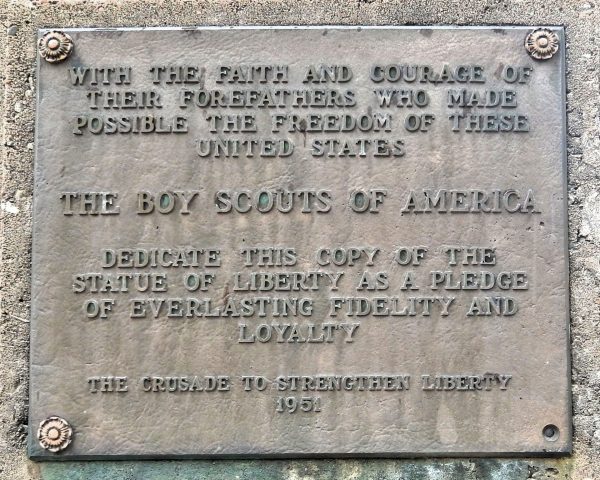 WITH THE FAITH AND COURAGE OF
THEIR FOREFATHERS WHO MADE
POSSIBLE THE FREEDOM OF THESE
UNITED STATES
THE BOY SCOUTS OF AMERICA
DEDICATE THIS COPY OF THE
STATUE OF LIBERTY AS A PLEDGE
OF EVERLASTING FIDELITY AND
LOYALTY
THE CRUSADE TO STRENGTHEN LIBERTY
1951